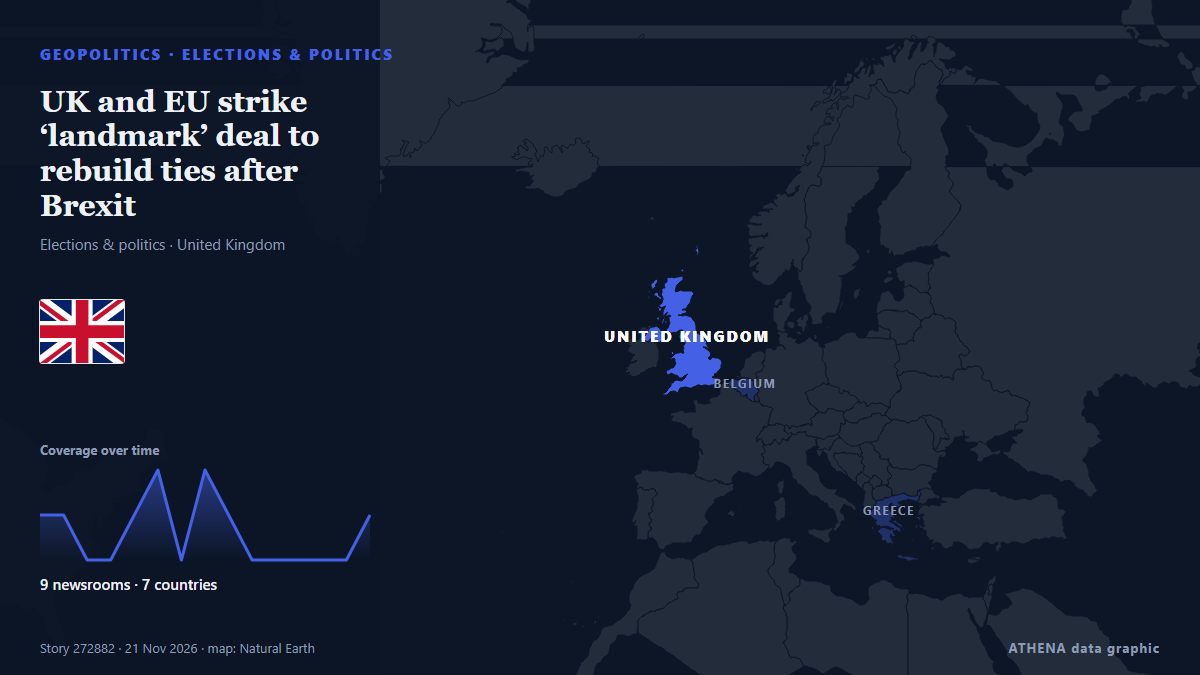 GEOPOLITICS · ELECTIONS & POLITICS
UK and EU strike
‘landmark’ deal to
rebuild ties after
Brexit
Elections & politics · United Kingdom
UNITED KINGDOM
BELGIUM
GREECE
Coverage over time
9 newsrooms · 7 countries
Story 272882 · 21 Nov 2026 · map: Natural Earth
ATHENA data graphic